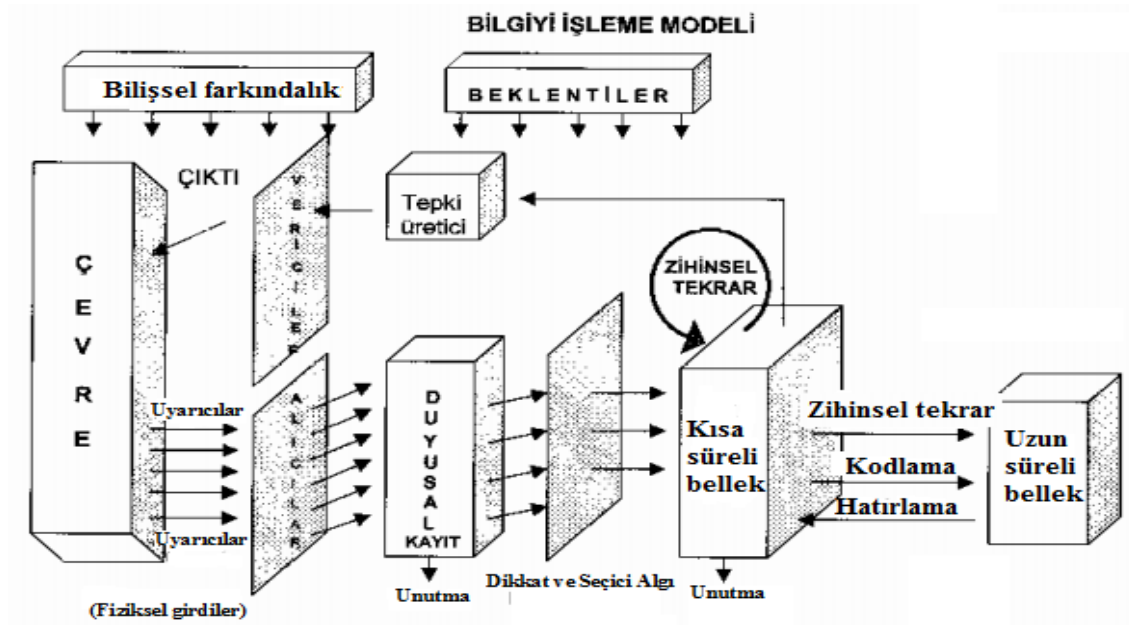 BİLGİYİ İŞLEME MODELİ
Bilişsel farkındalık
BEKLENTİLER
ÇIKTI
VERİCİLER
Tepki
üretici
ÇEVRE
ZİHİNSEL
TEKRAR
Uyarıcılar
Uyarıcılar
ALICILAR
DUYUSAL
KAYIT
Kısa
süreli
bellek
Zihinsel tekrar
Kodlama
Hatırlama
Uzun
süreli
bellek
Dikkat ve Seçici Algı
Unutma
Unutma
(Fiziksel girdiler)